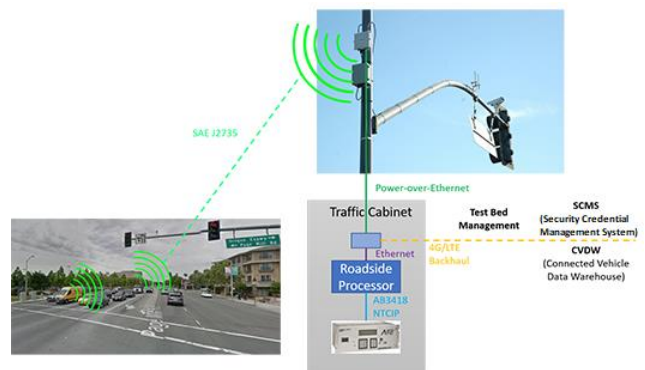 SAE J2735
Power-over-Ethernet
Traffic Cabinet
Test Bed
Management
SCMS
(Security Credential
Management System)
4G/LTE
Backhaul
CVDW
(Connected Vehicle
Data Warehouse)
Ethernet
Roadside
Processor
AB3418
NTCIP